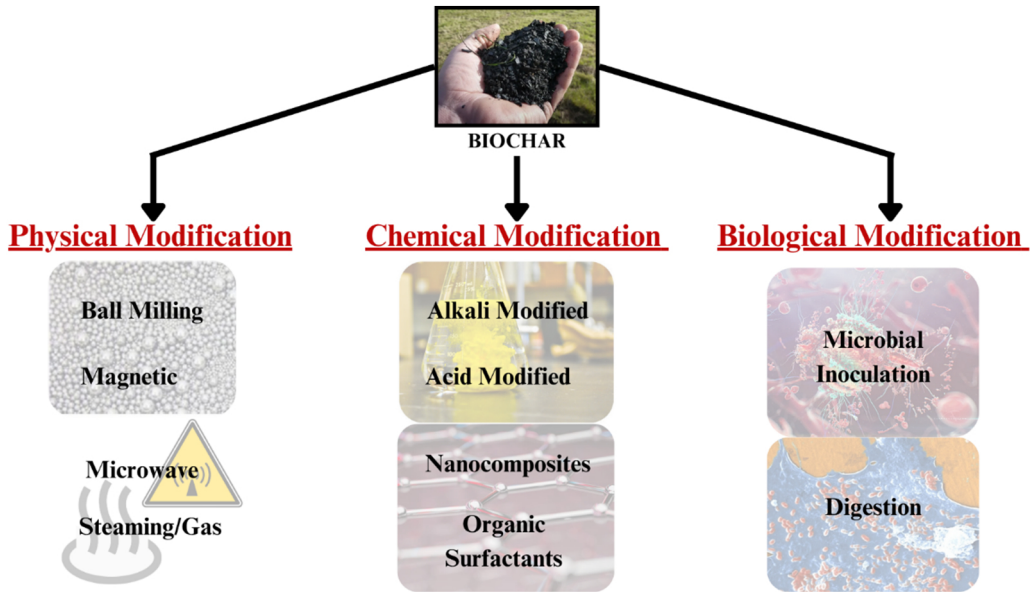 BIOCHAR
Physical Modification
Ball Milling
Magnetic
Microwave
Steaming/Gas
Chemical Modification
Alkali Modified
Acid Modified
Nanocomposites
Organic
Surfactants
Biological Modification
Microbial
Inoculation
Digestion